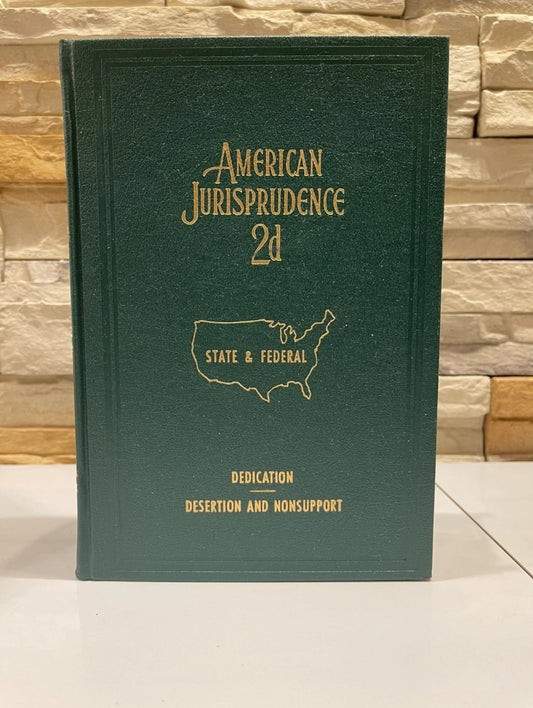 AMERICAN
JURISPRUDENCE
2d
STATE & FEDERAL
DEDICATION
DESERTION AND NONSUPPORT